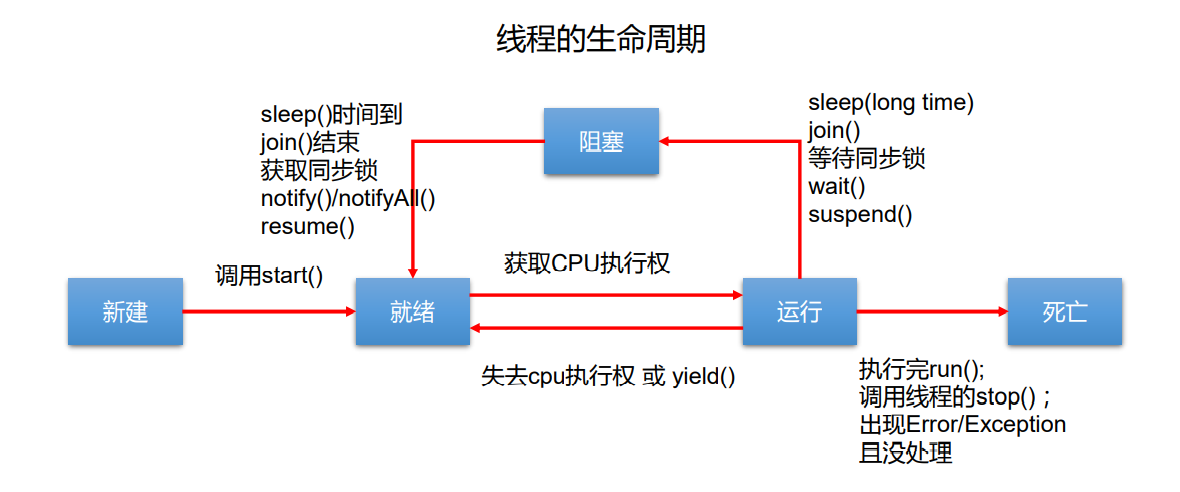 线程的生命周期
sleep()时间到
join()结束
获取同步锁
notify()/notifyAll()
resume()
阻塞
sleep(long time)
join()
等待同步锁
wait()
suspend()
新建
调用start()
就绪
获取CPU执行权
失去cpu执行权 或 yield()
运行
死亡
执行完run();
调用线程的stop() ;
出现Error/Exception
且没处理